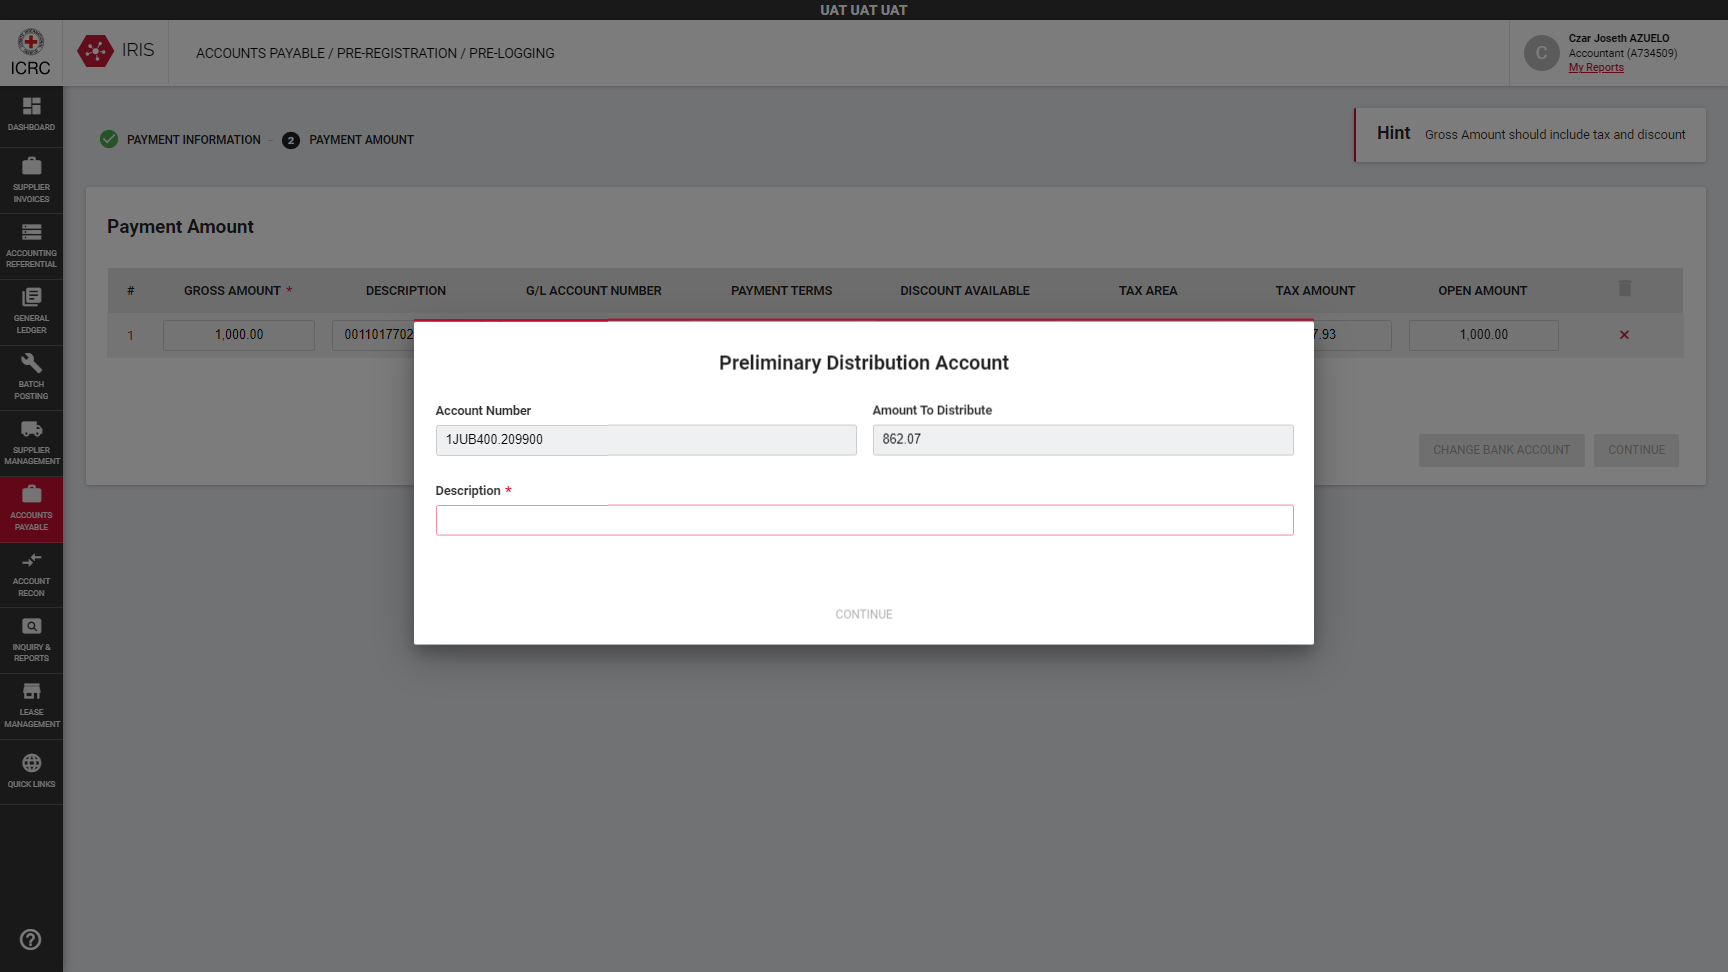 UAT UAT UAT
ICRC
IRIS
ACCOUNTS PAYABLE / PRE-REGISTRATION / PRE-LOGGING
C
Czar Joseth AZUELO
Accountant (A734509)
My Reports
DASHBOARD
SUPPLIER
INVOICES
ACCOUNTING
REFERENTIAL
GENERAL
LEDGER
BATCH
POSTING
SUPPLIER
MANAGEMENT
ACCOUNTS
PAYABLE
ACCOUNT
RECON
INQUIRY &
REPORTS
LEASE
MANAGEMENT
QUICK LINKS
PAYMENT INFORMATION - 2 PAYMENT AMOUNT
Hint Gross Amount should include tax and discount
Payment Amount
# GROSS AMOUNT * DESCRIPTION G/L ACCOUNT NUMBER PAYMENT TERMS DISCOUNT AVAILABLE TAX AREA TAX AMOUNT OPEN AMOUNT
1 1,000.00 0011017702 7.93 1,000.00
CHANGE BANK ACCOUNT CONTINUE
Preliminary Distribution Account
Account Number Amount To Distribute
1JUB400.209900 862.07
Description *
CONTINUE